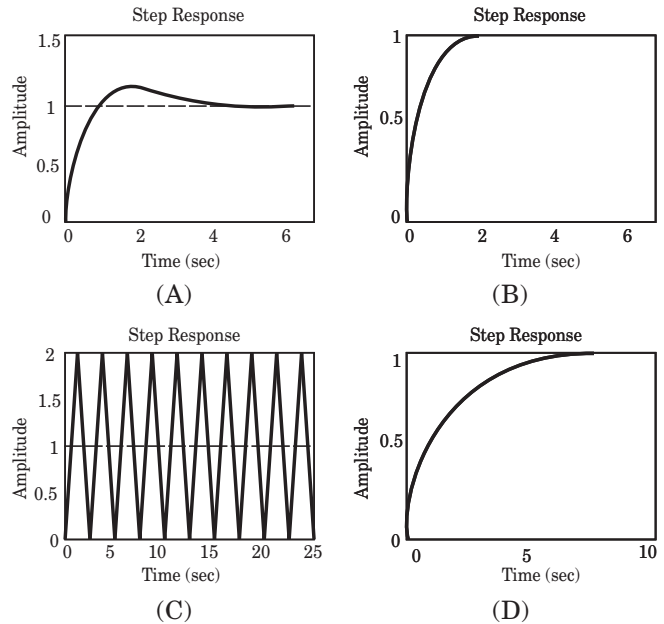 Step Response
1.5
1
0.5
0
Amplitude
0 2 4 6
Time (sec)
(A)
Step Response
1
0.5
0
Amplitude
0 2 4 6
Time (sec)
(B)
Step Response
2
1.5
1
0.5
0
Amplitude
0 5 10 15 20 25
Time (sec)
(C)
Step Response
1
0.5
0
Amplitude
0 5 10
Time (sec)
(D)